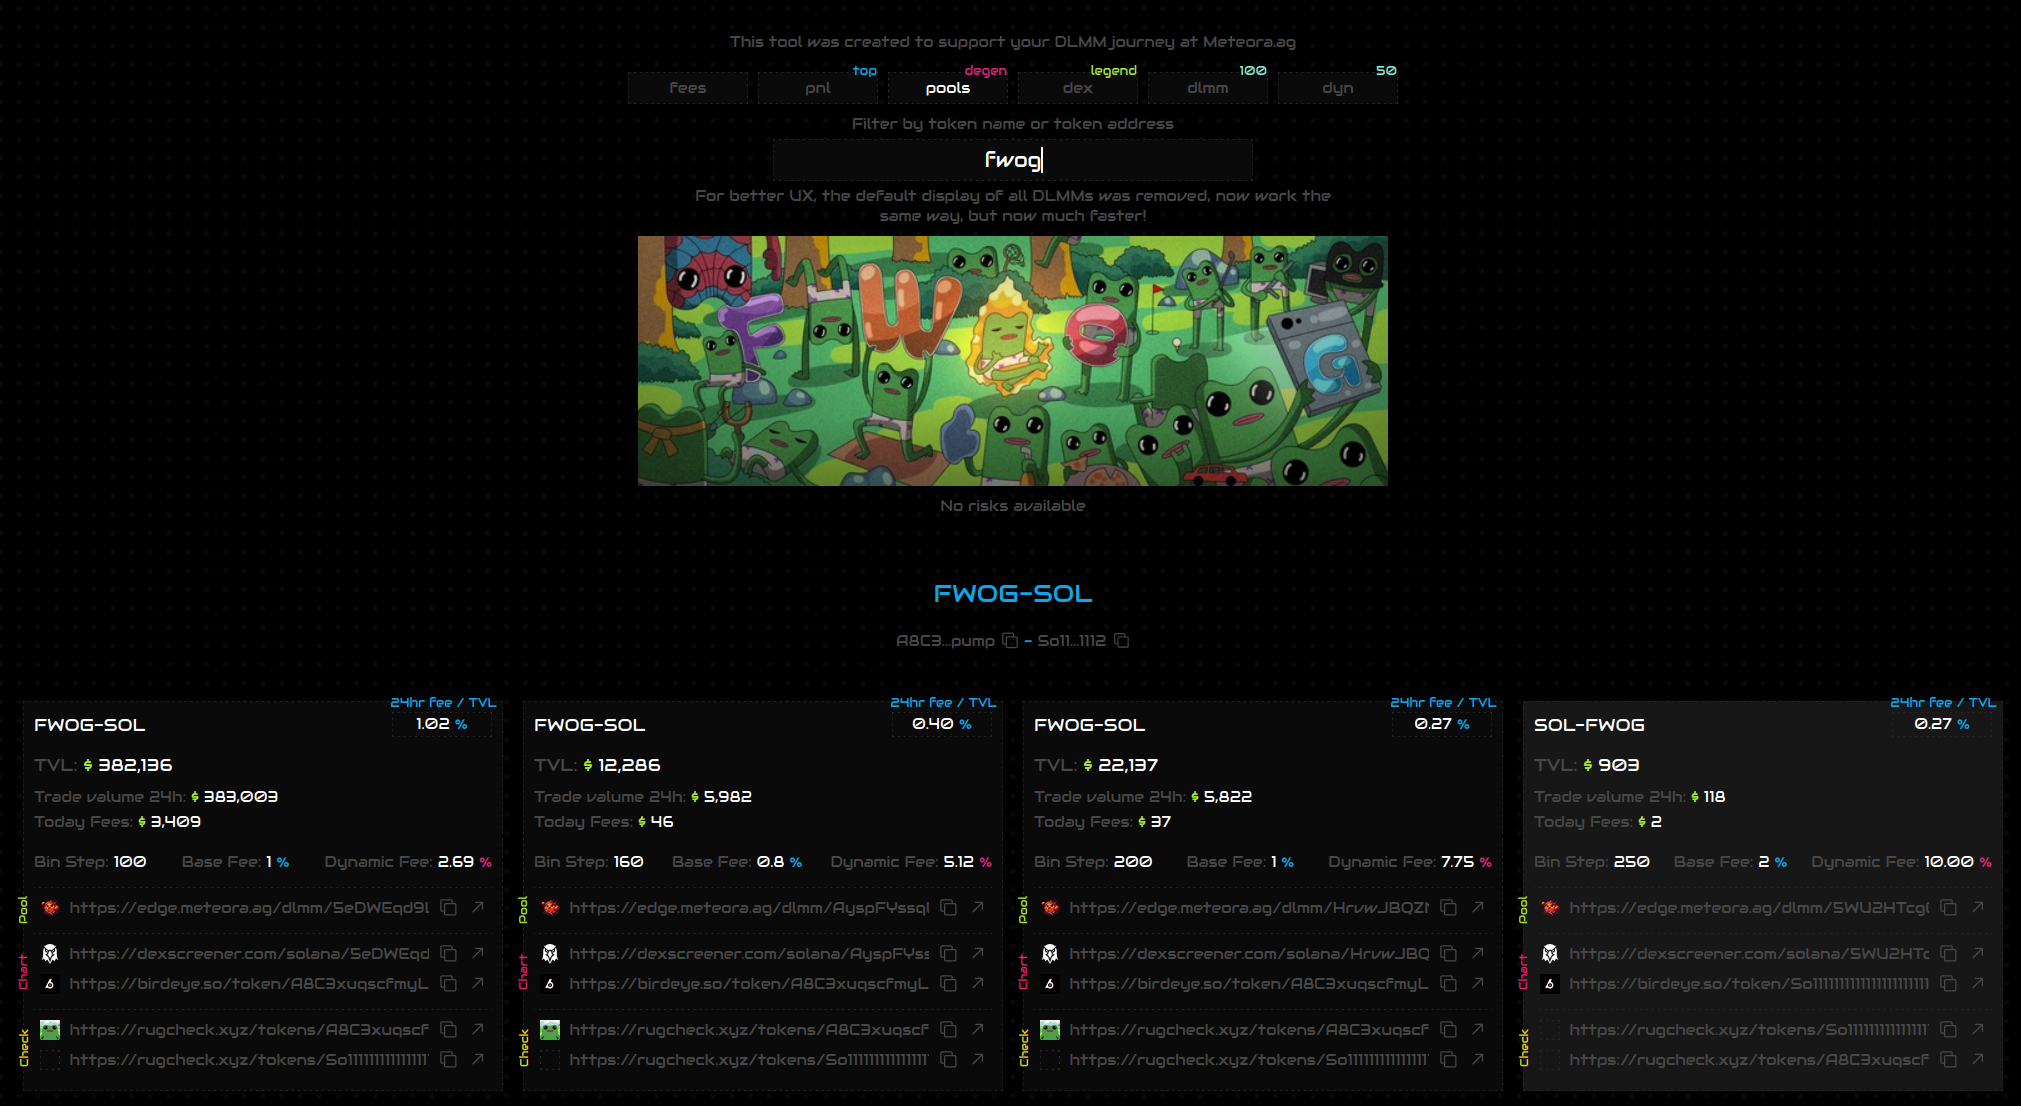 This tool was created to support your DLMM journey at Meteora.ag
fees
pnl top
pools degen
dex legend
dlmm 100
dyn 50
Filter by token name or token address
fwog
For better UX, the default display of all DLMMs was removed, now work the
same way, but now much faster!
F W O G
No risks available
FWOG-SOL
A8C3...pump - So11...1112
24hr fee / TVL
FWOG-SOL 1.02 %
TVL: $ 382,136
Trade valume 24h: $ 383,003
Today Fees: $ 3,409
Bin Step: 100 Base Fee: 1 % Dynamic Fee: 2.69 %
Pool
https://edge.meteora.ag/dlmm/5eDWEqd9l
Chart
https://dexscreener.com/solana/5eDWEqd
https://birdeye.so/token/A8C3xuqscfmyL
Check
https://rugcheck.xyz/tokens/A8C3xuqscf
https://rugcheck.xyz/tokens/So111111111111111
24hr fee / TVL
FWOG-SOL 0.40 %
TVL: $ 12,286
Trade valume 24h: $ 5,982
Today Fees: $ 46
Bin Step: 160 Base Fee: 0.8 % Dynamic Fee: 5.12 %
Pool
https://edge.meteora.ag/dlmm/AyspFYssq
Chart
https://dexscreener.com/solana/AyspFYss
https://birdeye.so/token/A8C3xuqscfmyL
Check
https://rugcheck.xyz/tokens/A8C3xuqscf
https://rugcheck.xyz/tokens/So111111111111111
24hr fee / TVL
FWOG-SOL 0.27 %
TVL: $ 22,137
Trade valume 24h: $ 5,822
Today Fees: $ 37
Bin Step: 200 Base Fee: 1 % Dynamic Fee: 7.75 %
Pool
https://edge.meteora.ag/dlmm/HrvwJBQZ
Chart
https://dexscreener.com/solana/HrvwJBQ
https://birdeye.so/token/A8C3xuqscfmyL
Check
https://rugcheck.xyz/tokens/A8C3xuqscf
https://rugcheck.xyz/tokens/So111111111111111
24hr fee / TVL
SOL-FWOG 0.27 %
TVL: $ 903
Trade valume 24h: $ 118
Today Fees: $ 2
Bin Step: 250 Base Fee: 2 % Dynamic Fee: 10.00 %
Pool
https://edge.meteora.ag/dlmm/5WU2HTcg
Chart
https://dexscreener.com/solana/5WU2HTc
https://birdeye.so/token/So11111111111111111111
Check
https://rugcheck.xyz/tokens/So111111111111111
https://rugcheck.xyz/tokens/A8C3xuqscf